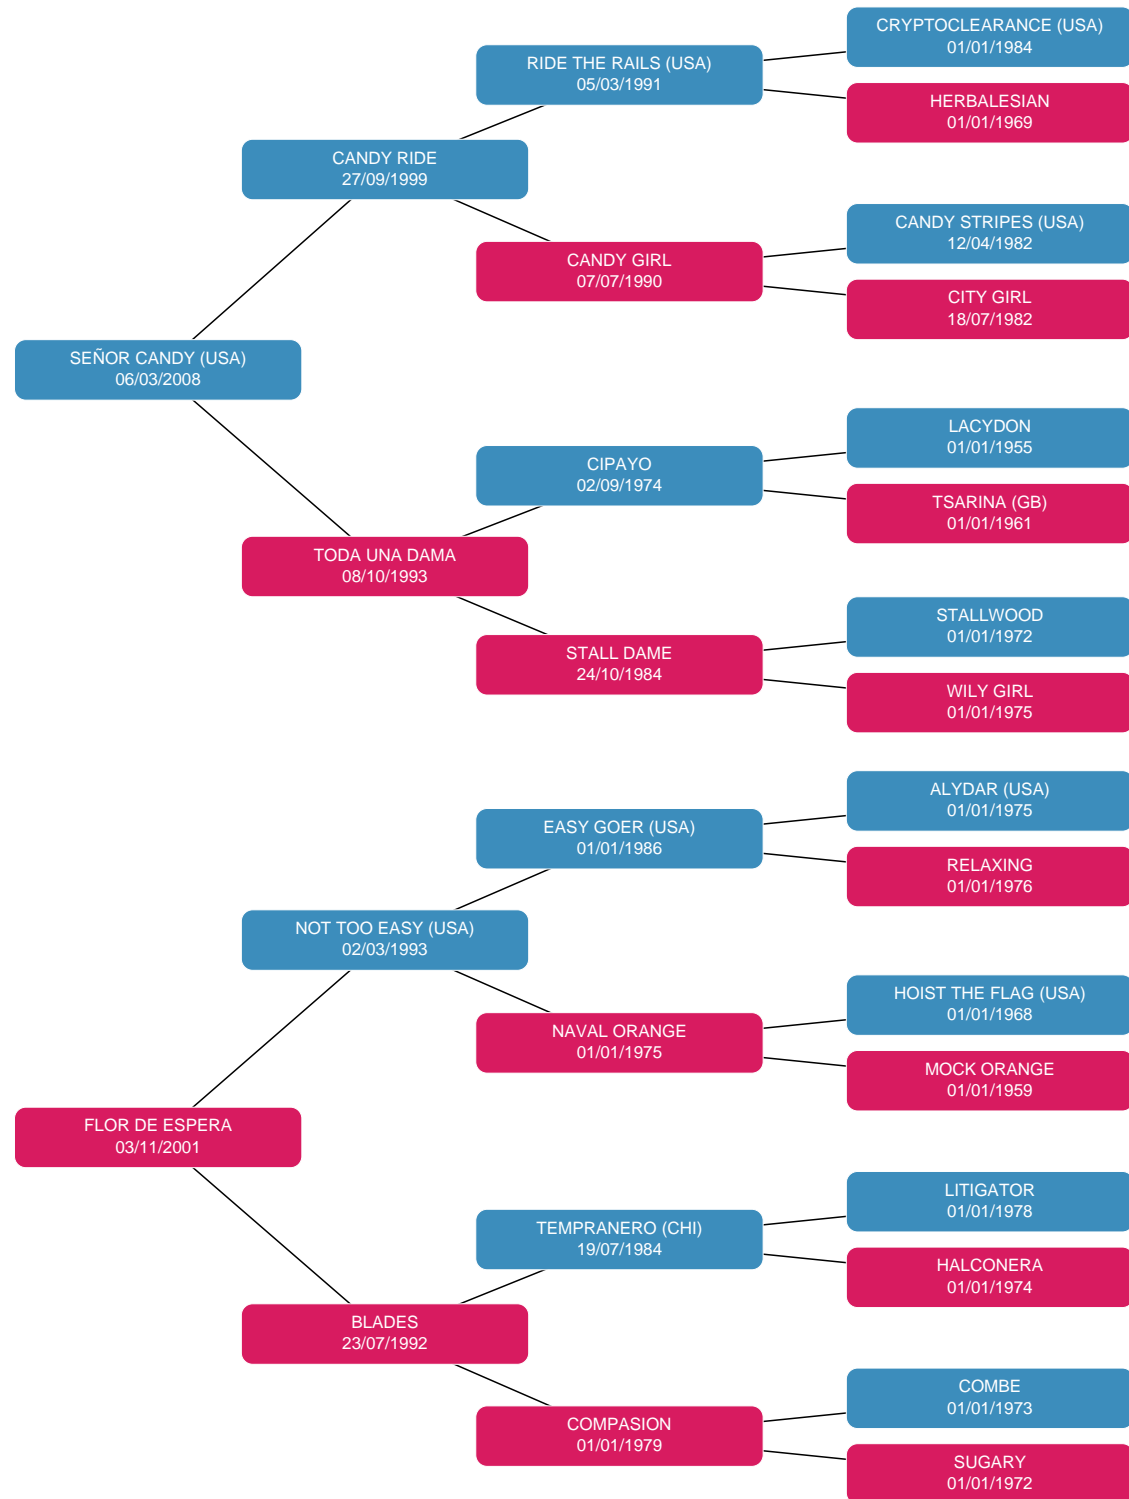 CRYPTOCLEARANCE (USA)
01/01/1984
RIDE THE RAILS (USA)
05/03/1991
HERBALESIAN
01/01/1969
CANDY RIDE
27/09/1999
CANDY STRIPES (USA)
12/04/1982
CANDY GIRL
07/07/1990
CITY GIRL
18/07/1982
SEÑOR CANDY (USA)
06/03/2008
LACYDON
01/01/1955
CIPAYO
02/09/1974
TSARINA (GB)
01/01/1961
TODA UNA DAMA
08/10/1993
STALLWOOD
01/01/1972
STALL DAME
24/10/1984
WILY GIRL
01/01/1975
ALYDAR (USA)
01/01/1975
EASY GOER (USA)
01/01/1986
RELAXING
01/01/1976
NOT TOO EASY (USA)
02/03/1993
HOIST THE FLAG (USA)
01/01/1968
NAVAL ORANGE
01/01/1975
MOCK ORANGE
01/01/1959
FLOR DE ESPERA
03/11/2001
LITIGATOR
01/01/1978
TEMPRANERO (CHI)
19/07/1984
HALCONERA
01/01/1974
BLADES
23/07/1992
COMBE
01/01/1973
COMPASION
01/01/1979
SUGARY
01/01/1972